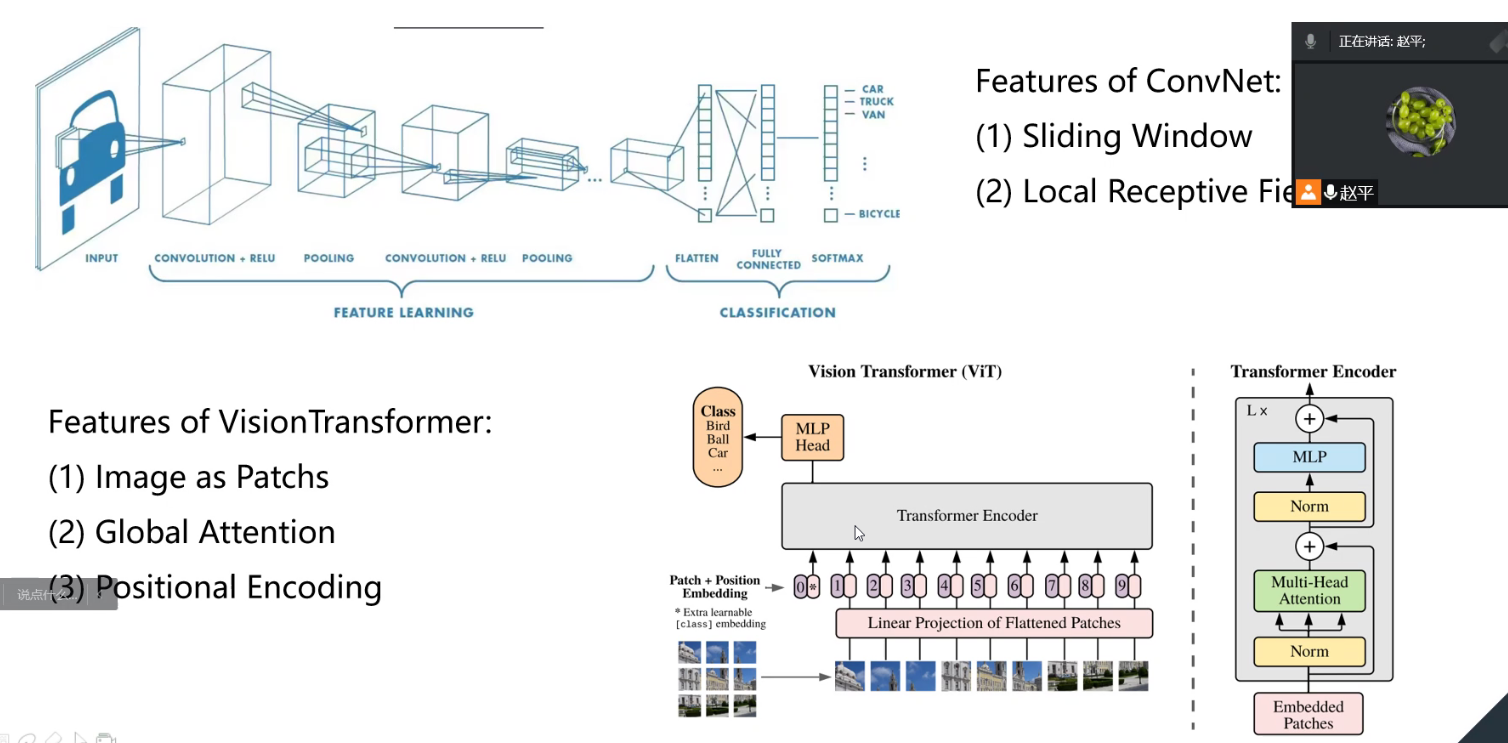 正在讲话: 赵平;
赵平
CAR
TRUCK
VAN
BICYCLE
INPUT
CONVOLUTION + RELU
POOLING
CONVOLUTION + RELU
POOLING
FLATTEN
FULLY
CONNECTED
SOFTMAX
FEATURE LEARNING
CLASSIFICATION
Features of ConvNet:
(1) Sliding Window
(2) Local Receptive
Features of VisionTransformer:
(1) Image as Patchs
(2) Global Attention
(3) Positional Encoding
说点什么...
Vision Transformer (ViT)
Class
Bird
Ball
Car
...
MLP
Head
Transformer Encoder
Patch + Position
Embedding
* Extra learnable
[class] embedding
0 * 1 2 3 4 5 6 7 8 9
Linear Projection of Flattened Patches
Transformer Encoder
L x
+
MLP
Norm
+
Multi-Head
Attention
Norm
Embedded
Patches